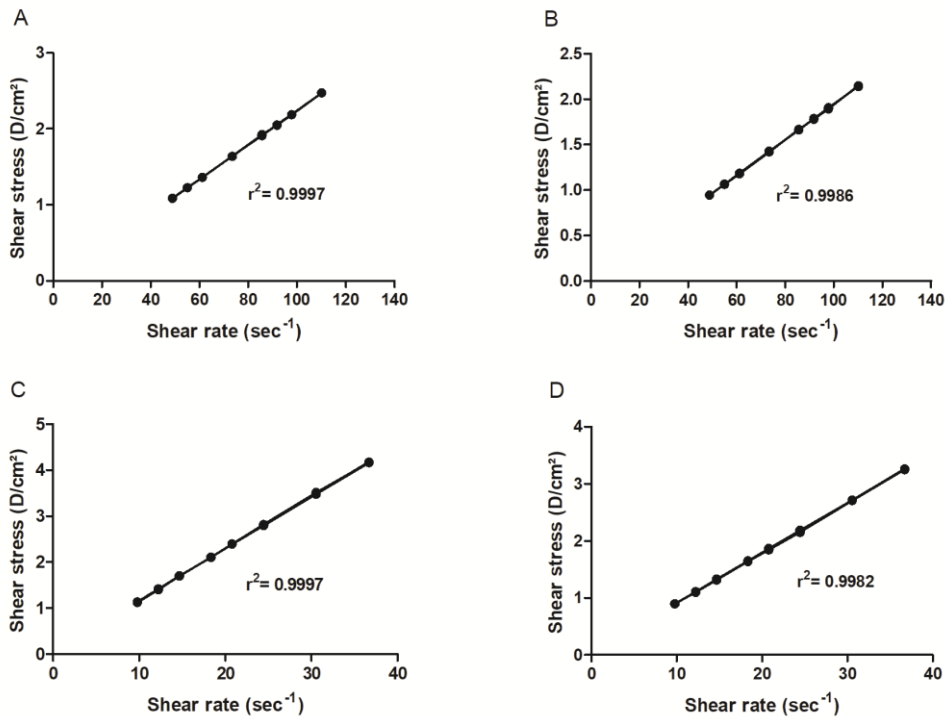 A
Shear stress (D/cm²)
3
2
1
0
0 20 40 60 80 100 120 140
r²= 0.9997
Shear rate (sec⁻¹)
B
Shear stress (D/cm²)
2.5
2.0
1.5
1.0
0.5
0.0
0 20 40 60 80 100 120 140
r²= 0.9986
Shear rate (sec⁻¹)
C
Shear stress (D/cm²)
5
4
3
2
1
0
0 10 20 30 40
r²= 0.9997
Shear rate (sec⁻¹)
D
Shear stress (D/cm²)
4
3
2
1
0
0 10 20 30 40
r²= 0.9982
Shear rate (sec⁻¹)